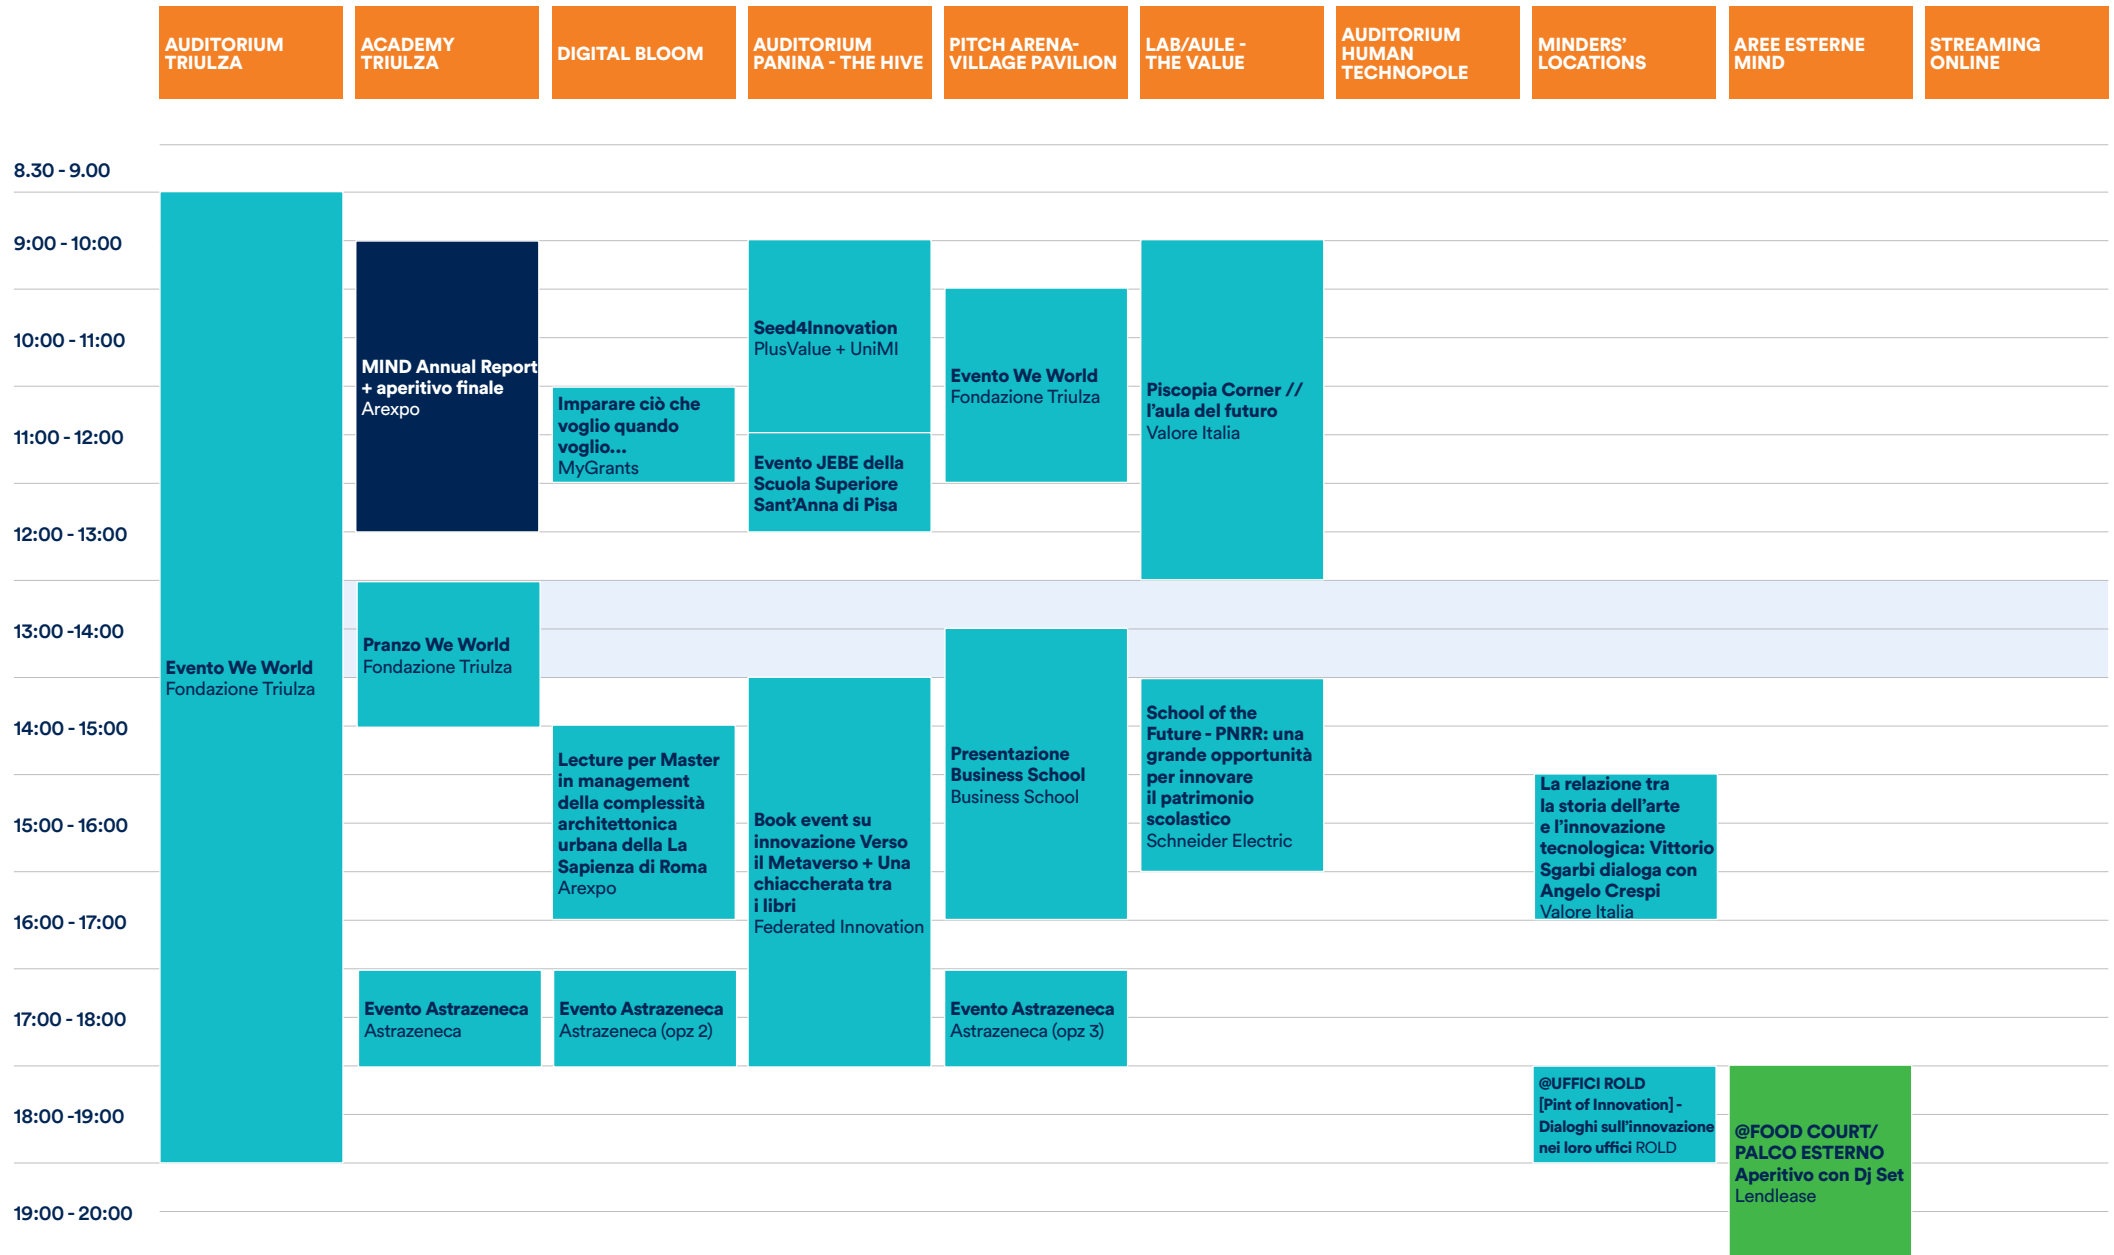 AUDITORIUM
TRIULZA
ACADEMY
TRIULZA
DIGITAL BLOOM
AUDITORIUM
PANINA - THE HIVE
PITCH ARENA-
VILLAGE PAVILION
LAB/AULE -
THE VALUE
AUDITORIUM
HUMAN
TECHNOPOLE
MINDERS'
LOCATIONS
AREE ESTERNE
MIND
STREAMING
ONLINE
8.30 - 9.00
9:00 - 10:00
10:00 - 11:00
11:00 - 12:00
12:00 - 13:00
13:00 -14:00
14:00 - 15:00
15:00 - 16:00
16:00 - 17:00
17:00 - 18:00
18:00 -19:00
19:00 - 20:00
Evento We World
Fondazione Triulza
MIND Annual Report
+ aperitivo finale
Arexpo
Pranzo We World
Fondazione Triulza
Evento Astrazeneca
Astrazeneca
Imparare ciò che
voglio quando
voglio...
MyGrants
Lecture per Master
in management
della complessità
architettonica
urbana della La
Sapienza di Roma
Arexpo
Evento Astrazeneca
Astrazeneca (opz 2)
Seed4Innovation
PlusValue + UniMI
Evento JEBE della
Scuola Superiore
Sant'Anna di Pisa
Book event su
innovazione Verso
il Metaverso + Una
chiaccherata tra
i libri
Federated Innovation
Evento We World
Fondazione Triulza
Presentazione
Business School
Business School
Evento Astrazeneca
Astrazeneca (opz 3)
Piscopia Corner //
l'aula del futuro
Valore Italia
School of the
Future - PNRR: una
grande opportunità
per innovare
il patrimonio
scolastico
Schneider Electric
La relazione tra
la storia dell'arte
e l'innovazione
tecnologica: Vittorio
Sgarbi dialoga con
Angelo Crespi
Valore Italia
@UFFICI ROLD
[Pint of Innovation] -
Dialoghi sull'innovazione
nei loro uffici ROLD
@FOOD COURT/
PALCO ESTERNO
Aperitivo con Dj Set
Lendlease